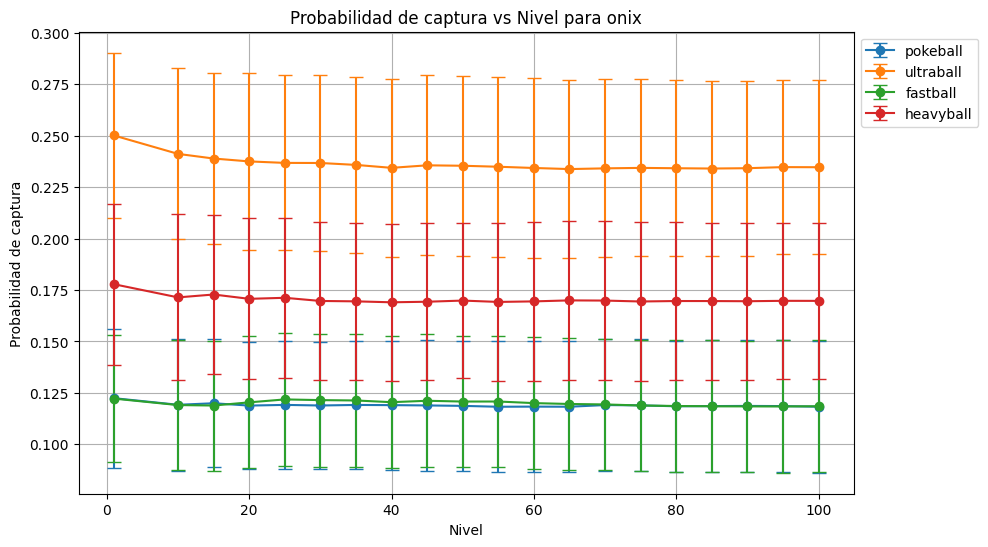 Probabilidad de captura vs Nivel para onix
Probabilidad de captura
0.300
0.275
0.250
0.225
0.200
0.175
0.150
0.125
0.100
0
20
40
60
80
100
Nivel
pokeball
ultraball
fastball
heavyball